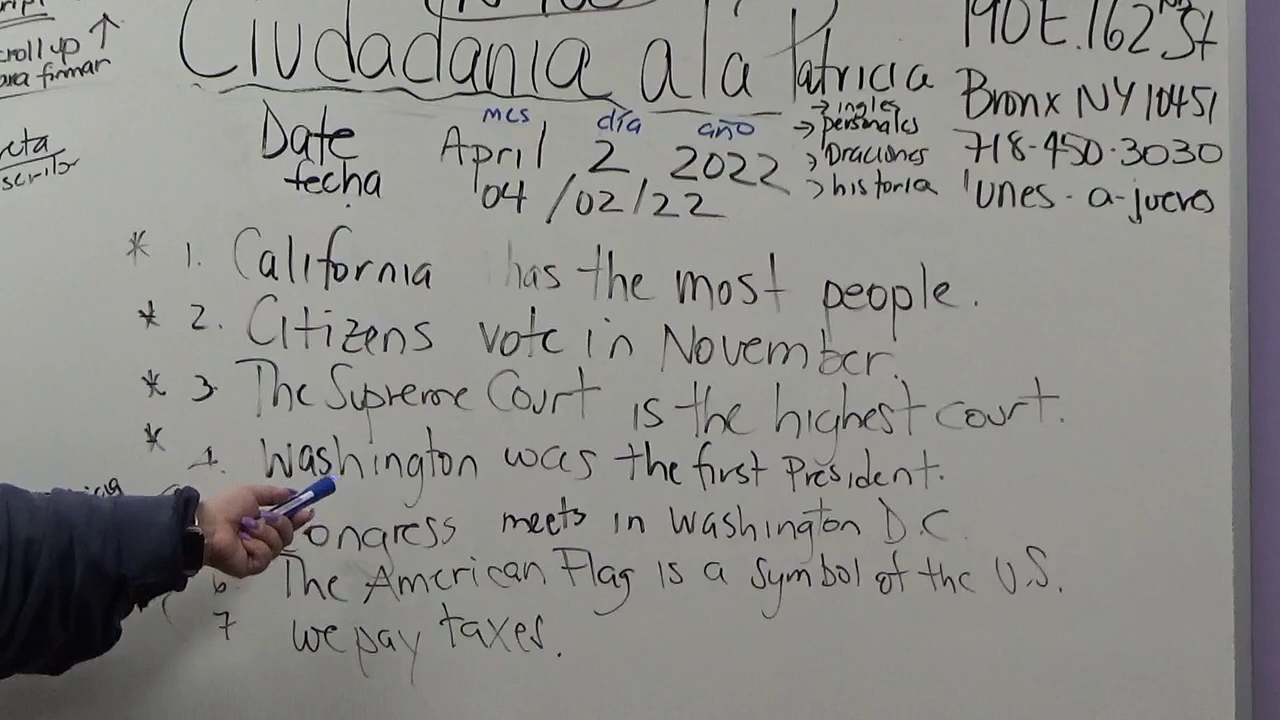 croll up ↑
para firmar
Ciudadania a la Patricia
190 E. 162nd St
Bronx NY 10451
718-450-3030
lunes - a - jueves
→ ingles
→ personales
> Oraciones
> historia
mes día año
Date April 2, 2022
fecha 04/02/22
* 1. California has the most people.
* 2. Citizens vote in November.
* 3 The Supreme Court is the highest court.
* 4. Washington was the first President.
Congress meets in Washington D.C.
6. The American Flag is a symbol of the U.S.
7 we pay taxes.